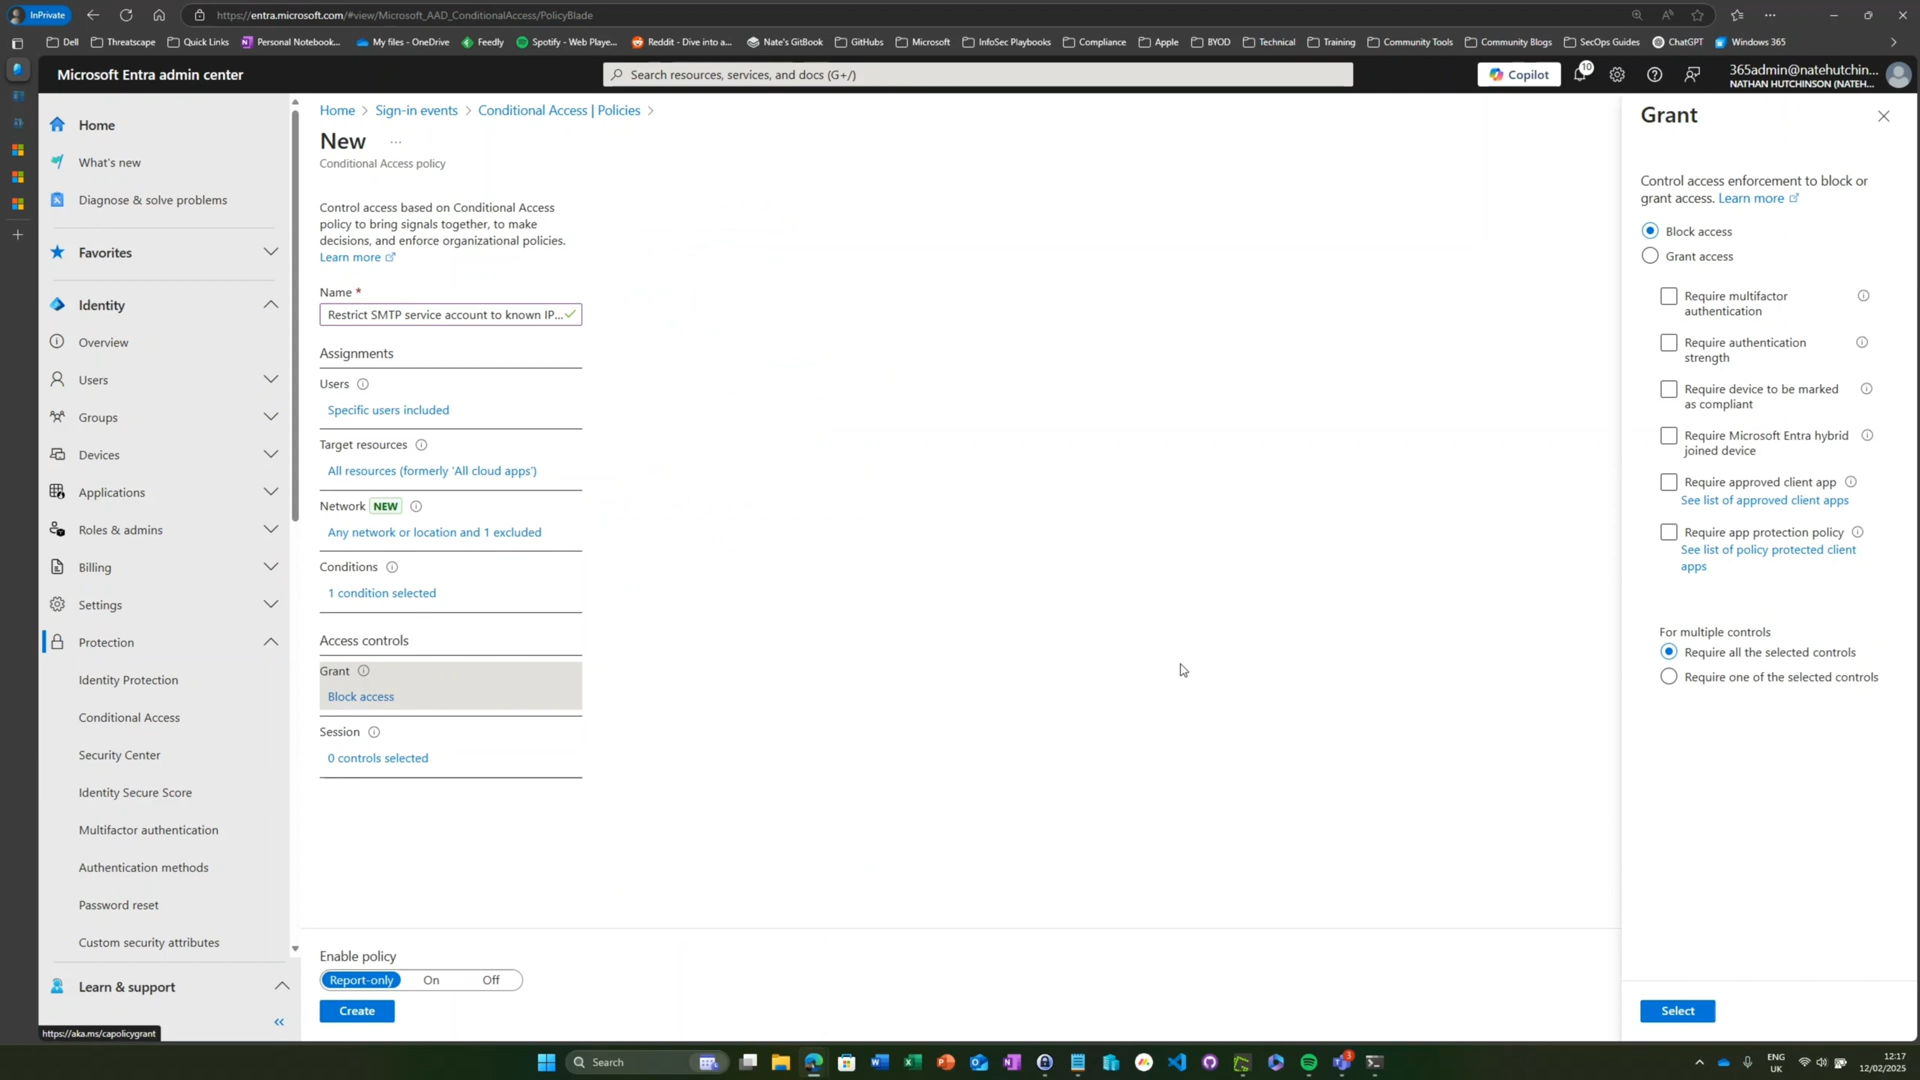 InPrivate
https://entra.microsoft.com/#view/Microsoft_AAD_ConditionalAccess/PolicyBlade
Dell
Threatscape
Quick Links
Personal Notebook...
My files - OneDrive
Feedly
Spotify - Web Playe...
Reddit - Dive into a...
Nate's GitBook
GitHubs
Microsoft
InfoSec Playbooks
Compliance
Apple
BYOD
Technical
Training
Community Tools
Community Blogs
SecOps Guides
ChatGPT
Windows 365
Microsoft Entra admin center
Search resources, services, and docs (G+/)
Copilot
10
365admin@natehutchin...
NATHAN HUTCHINSON (NATEH...
Home
What's new
Diagnose & solve problems
Favorites
Identity
Overview
Users
Groups
Devices
Applications
Roles & admins
Billing
Settings
Protection
Identity Protection
Conditional Access
Security Center
Identity Secure Score
Multifactor authentication
Authentication methods
Password reset
Custom security attributes
Learn & support
https://aka.ms/capolicygrant
Home > Sign-in events > Conditional Access | Policies >
New ...
Conditional Access policy
Control access based on Conditional Access
policy to bring signals together, to make
decisions, and enforce organizational policies.
Learn more
Name *
Restrict SMTP service account to known IP...
Assignments
Users
Specific users included
Target resources
All resources (formerly 'All cloud apps')
Network NEW
Any network or location and 1 excluded
Conditions
1 condition selected
Access controls
Grant
Block access
Session
0 controls selected
Enable policy
Report-only On Off
Create
Grant
Control access enforcement to block or
grant access. Learn more
Block access
Grant access
Require multifactor
authentication
Require authentication
strength
Require device to be marked
as compliant
Require Microsoft Entra hybrid
joined device
Require approved client app
See list of approved client apps
Require app protection policy
See list of policy protected client
apps
For multiple controls
Require all the selected controls
Require one of the selected controls
Select
Search
3
ENG
UK
12:17
12/02/2025